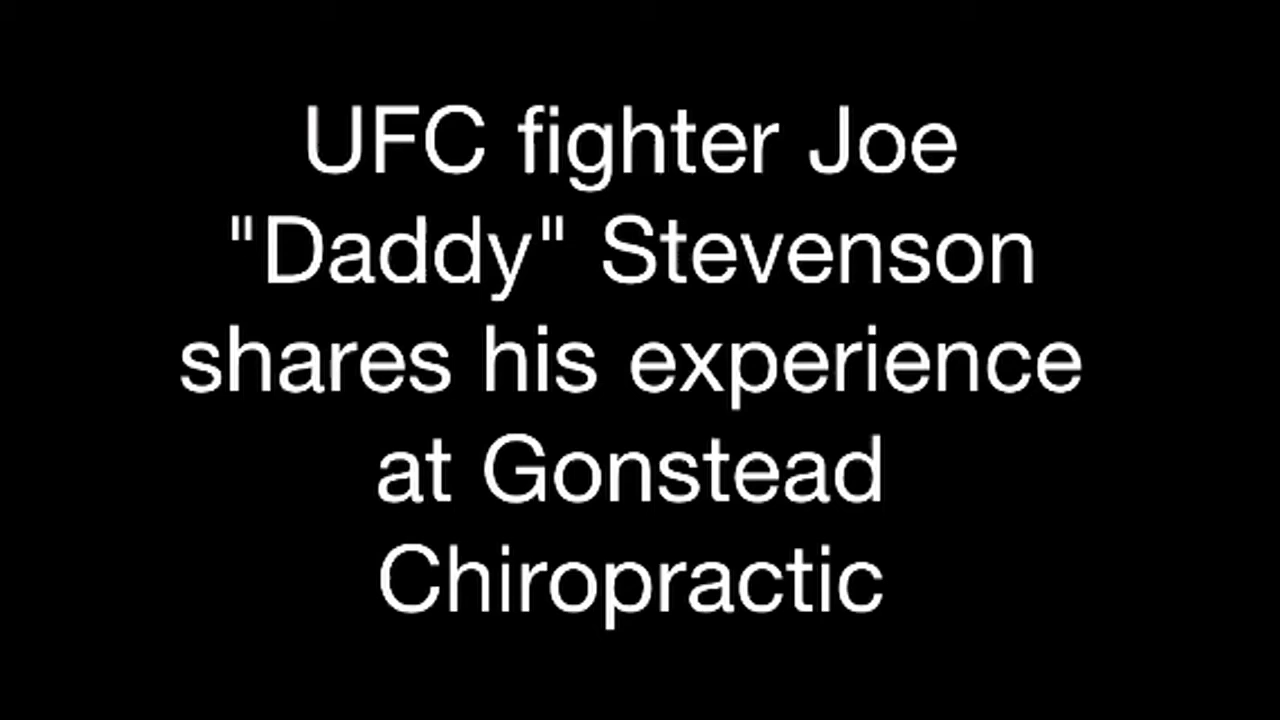 UFC fighter Joe
"Daddy" Stevenson
shares his experience
at Gonstead
Chiropractic